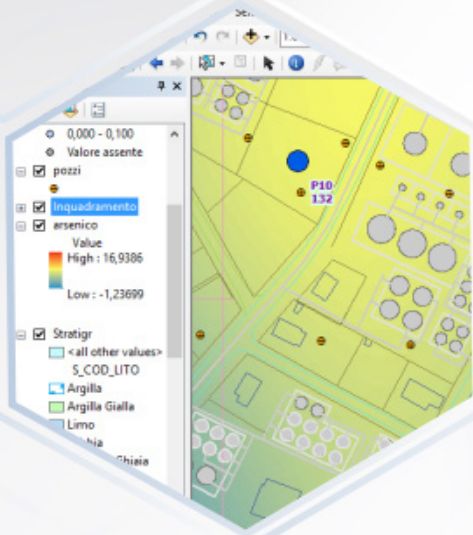 0,000 - 0,100
Valore assente
pozzi
Inquadramento
arsenico
Value
High : 16,9386
Low : -1,23699
Stratigr
<all other values>
S_COD_LITO
Argilla
Argilla Gialla
Limo
P10
132